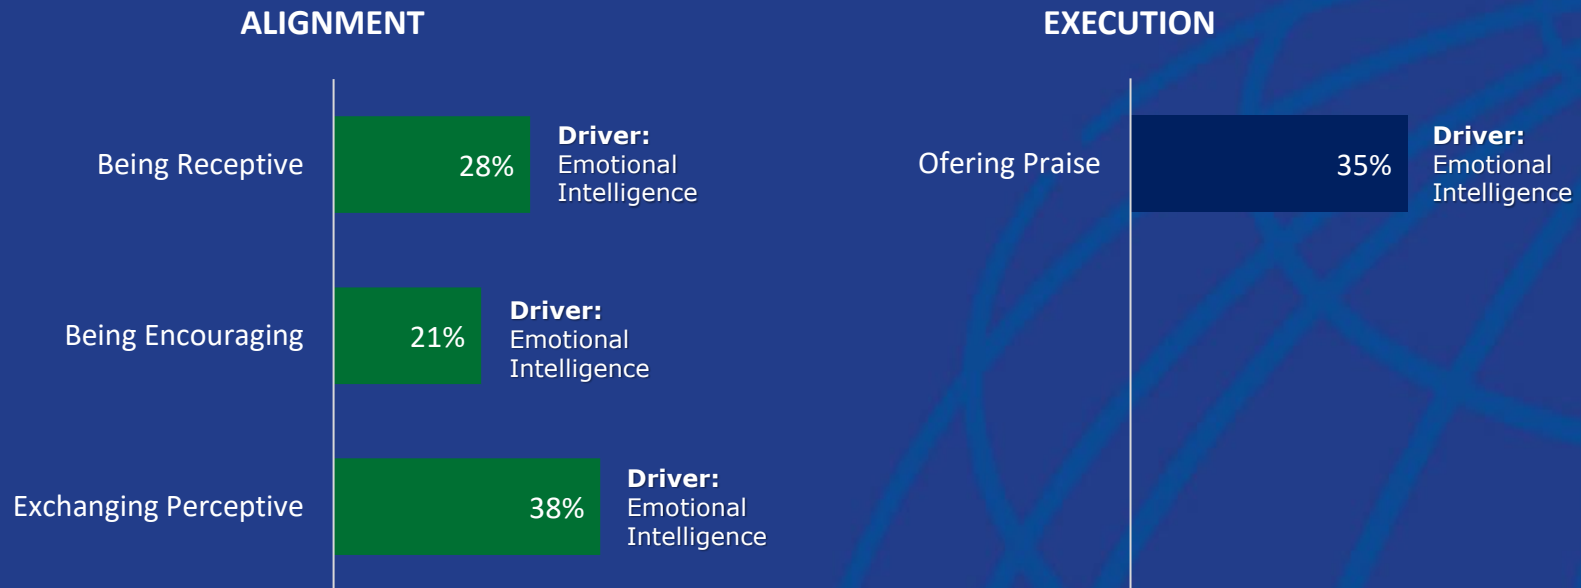 ALIGNMENT
Being Receptive
28%
Driver:
Emotional
Intelligence
Being Encouraging
21%
Driver:
Emotional
Intelligence
Exchanging Perceptive
38%
Driver:
Emotional
Intelligence
EXECUTION
Ofering Praise
35%
Driver:
Emotional
Intelligence